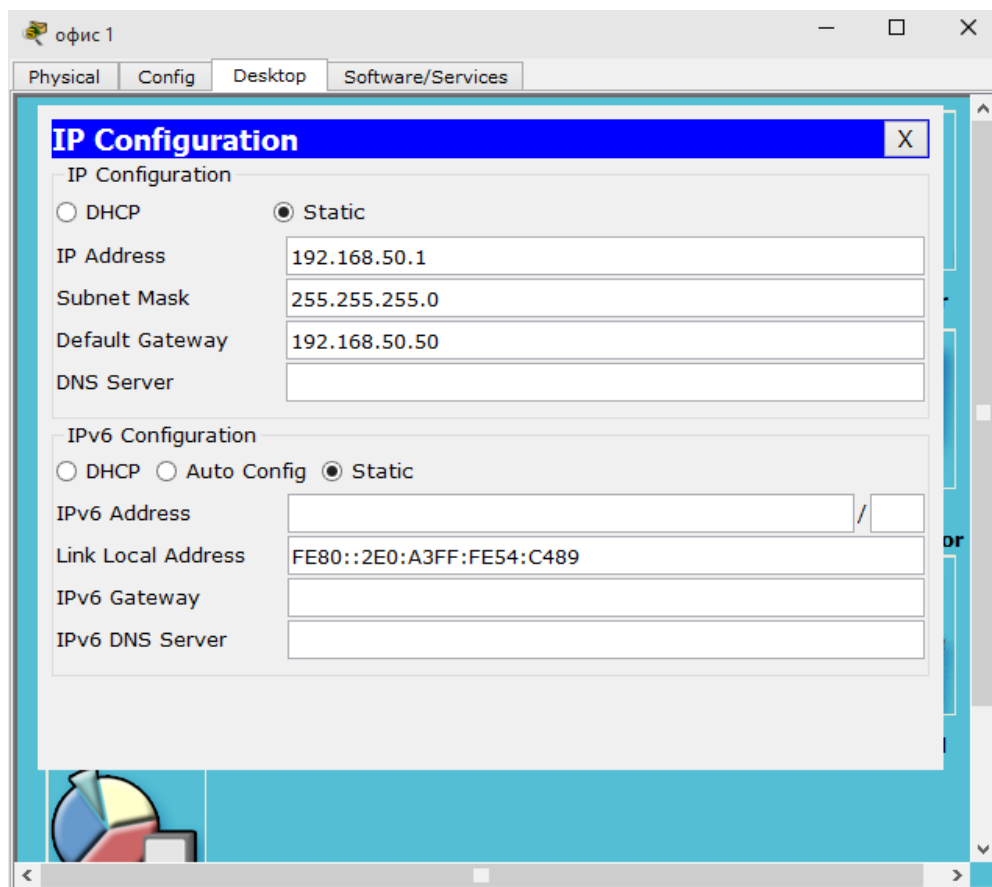 офис 1
Physical Config Desktop Software/Services
IP Configuration X
IP Configuration
DHCP Static
IP Address 192.168.50.1
Subnet Mask 255.255.255.0
Default Gateway 192.168.50.50
DNS Server
IPv6 Configuration
DHCP Auto Config Static
IPv6 Address /
Link Local Address FE80::2E0:A3FF:FE54:C489
or
IPv6 Gateway
IPv6 DNS Server